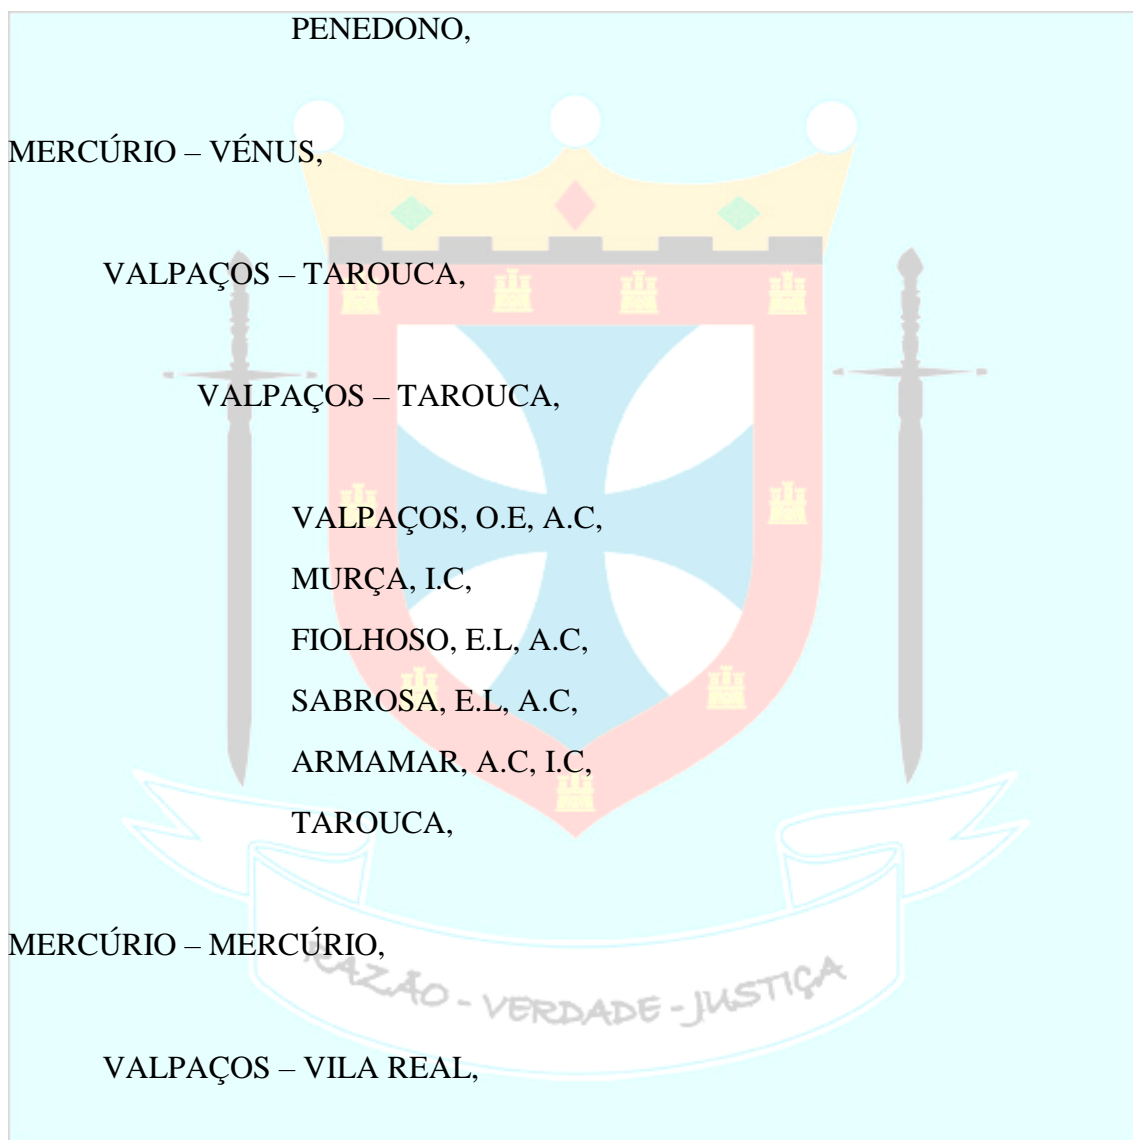 PENEDONO,
MERCÚRIO – VÉNUS,
VALPAÇOS – TAROUCA,
VALPAÇOS – TAROUCA,
VALPAÇOS, O.E, A.C,
MURÇA, I.C,
FIOLHOSO, E.L, A.C,
SABROSA, E.L, A.C,
ARMAMAR, A.C, I.C,
TAROUCA,
MERCÚRIO – MERCÚRIO,
RAZÃO - VERDADE - JUSTIÇA
VALPAÇOS – VILA REAL,